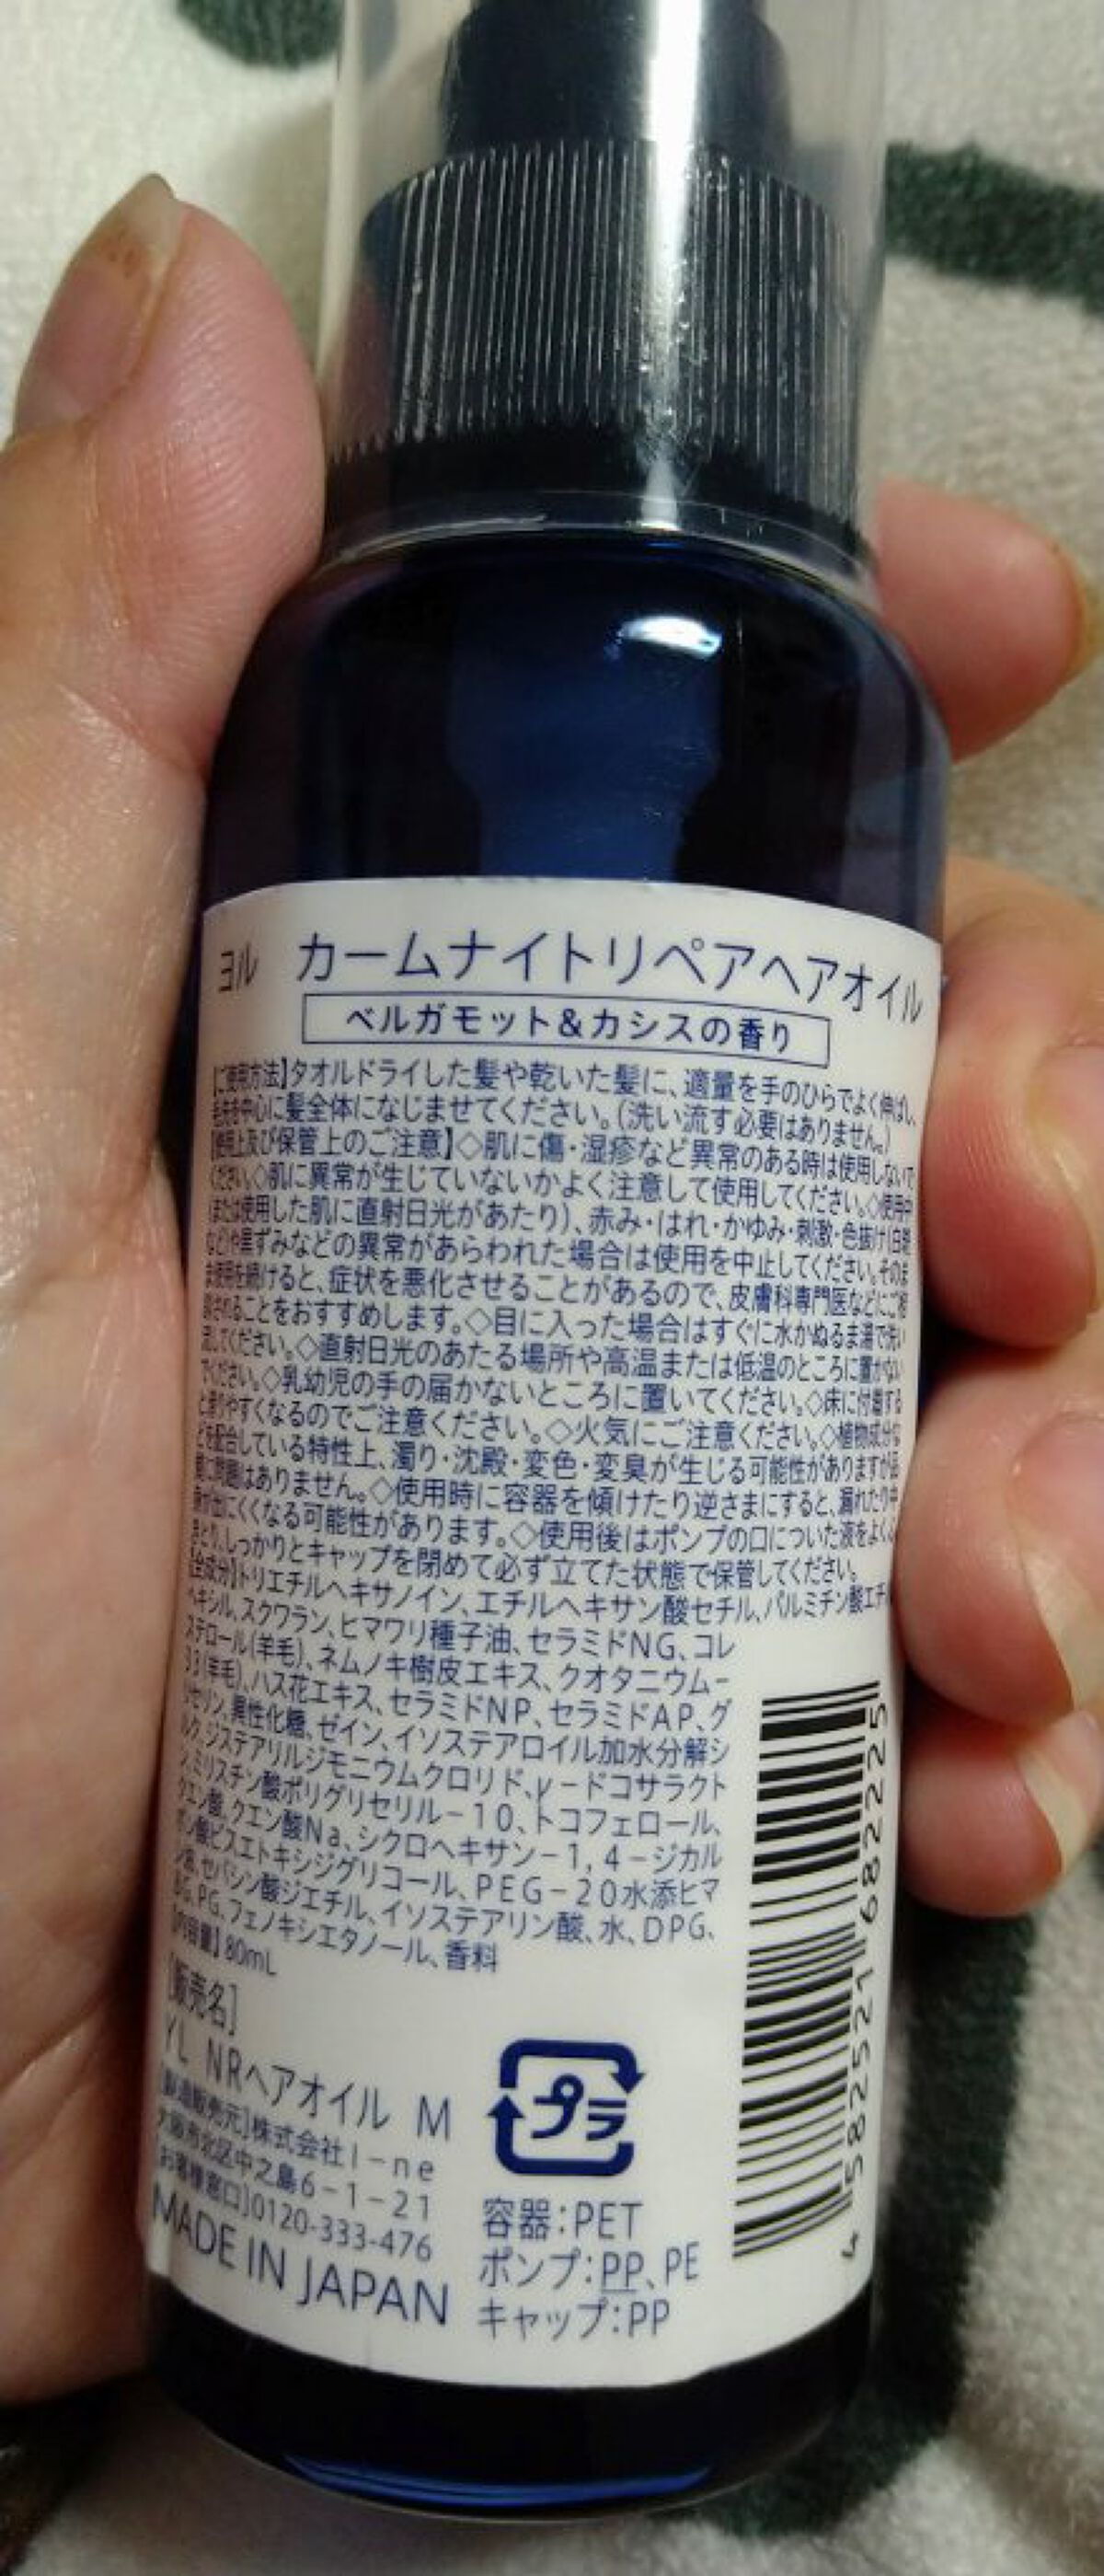 ヨル カームナイトリペアヘアオイル
ベルガモット&カシスの香り
【ご使用方法】タオルドライした髪や乾いた髪に、適量を手のひらでよく伸ばし、
毛先を中心に髪全体になじませてください。(洗い流す必要はありません。)
【使用上及び保管上のご注意】◇肌に傷・湿疹など異常のある時は使用しないで
ください。◇肌に異常が生じていないかよく注意して使用してください。◇使用中
(または使用した肌に直射日光があたり)、赤み・はれ・かゆみ・刺激・色抜け(白斑
など)や黒ずみなどの異常があらわれた場合は使用を中止してください。そのま
ま使用を続けると、症状を悪化させることがあるので、皮膚科専門医などにご相
談されることをおすすめします。◇目に入った場合はすぐに水かぬるま湯で洗い
流してください。◇直射日光のあたる場所や高温または低温のところに置かない
でください。◇乳幼児の手の届かないところに置いてください。◇床に付着する
と滑りやすくなるのでご注意ください。◇火気にご注意ください。◇植物成分な
どを配合している特性上、濁り・沈殿・変色・変臭が生じる可能性がありますが品
質に問題はありません。◇使用時に容器を傾けたり逆さまにすると、漏れたり中
身が出にくくなる可能性があります。◇使用後はポンプの口についた液をよくふ
きとり、しっかりとキャップを閉めて必ず立てた状態で保管してください。
【全成分】トリエチルヘキサノイン、エチルヘキサン酸セチル、パルミチン酸エチル
ヘキシル、スクワラン、ヒマワリ種子油、セラミドNG、コレ
ステロール(羊毛)、ネムノキ樹皮エキス、クオタニウム-
33(羊毛)、ハス花エキス、セラミドNP、セラミドAP、グ
リセリン、異性化糖、ゼイン、イソステアロイル加水分解シ
ルク、ジステアリルジモニウムクロリド、γ-ドコサラクト
ン、ミリスチン酸ポリグリセリル-10、トコフェロール、
クエン酸、クエン酸Na、シクロヘキサン-1,4-ジカル
ボン酸ビスエトキシジグリコール、PEG-20水添ヒマ
シ油、セバシン酸ジエチル、イソステアリン酸、水、DPG、
BG、PG、フェノキシエタノール、香料
【内容量】80mL
[販売名]
YL NRヘアオイル M
[製造販売元]株式会社I-ne
大阪市北区中之島6-1-21
[お客様窓口]0120-333-476
MADE IN JAPAN
プラ
容器:PET
ポンプ:PP、PE
キャップ:PP
4 582521 682225